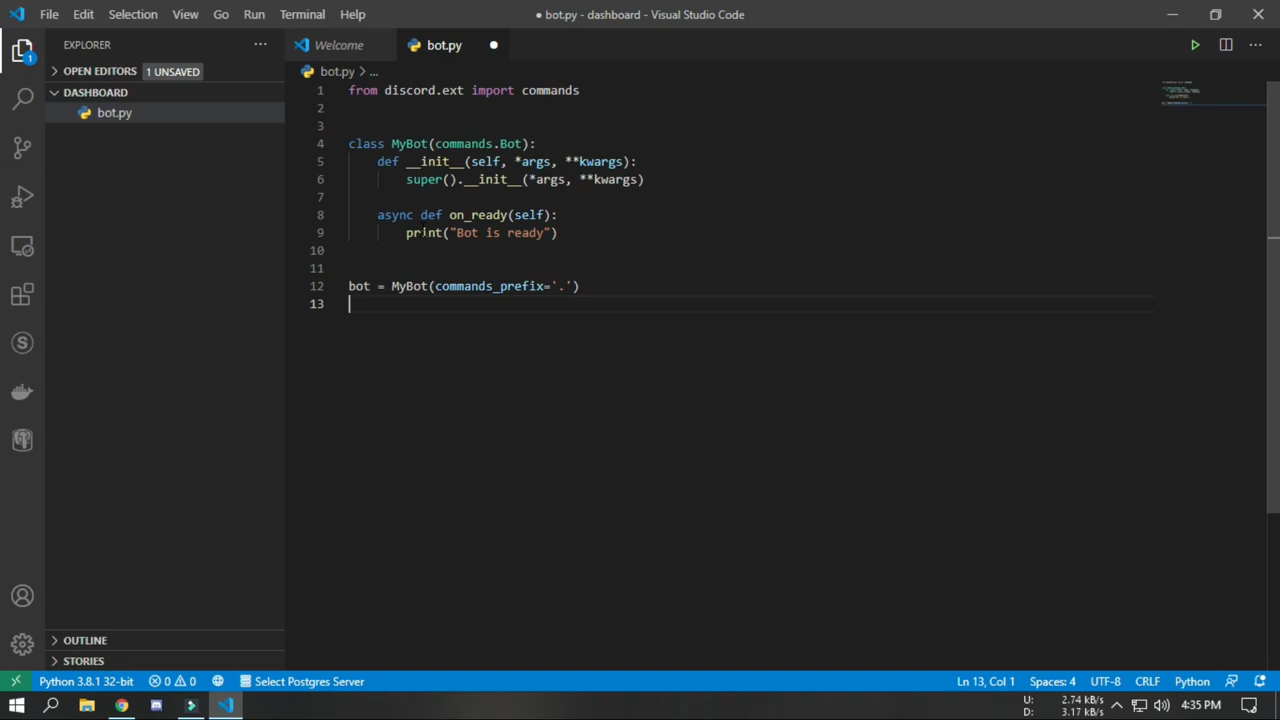 File Edit Selection View Go Run Terminal Help
● bot.py - dashboard - Visual Studio Code
EXPLORER
Welcome
bot.py
OPEN EDITORS 1 UNSAVED
bot.py > ...
DASHBOARD
bot.py
1 from discord.ext import commands
2
3
4 class MyBot(commands.Bot):
5 def __init__(self, *args, **kwargs):
6 super().__init__(*args, **kwargs)
7
8 async def on_ready(self):
9 print("Bot is ready")
10
11
12 bot = MyBot(commands_prefix='.')
13
1
S
OUTLINE
STORIES
Python 3.8.1 32-bit 0 0 Select Postgres Server Ln 13, Col 1 Spaces: 4 UTF-8 CRLF Python
U: 2.74 kB/s
D: 3.17 kB/s
4:35 PM